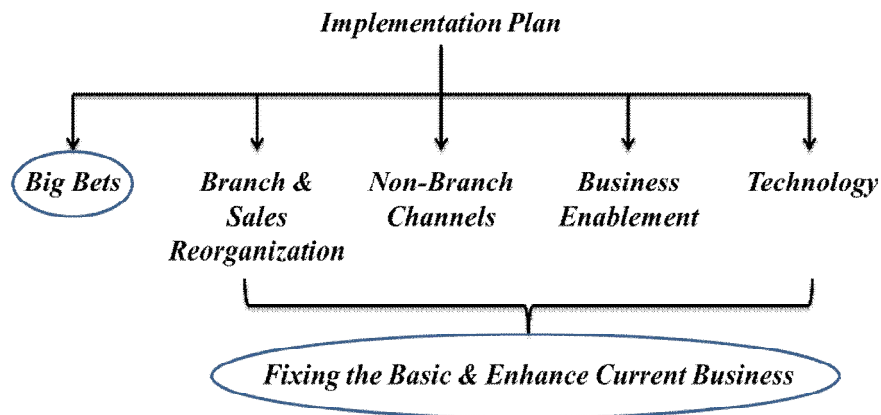 Implementation Plan
Big Bets
Branch &
Sales
Reorganization
Non-Branch
Channels
Business
Enablement
Technology
Fixing the Basic & Enhance Current Business